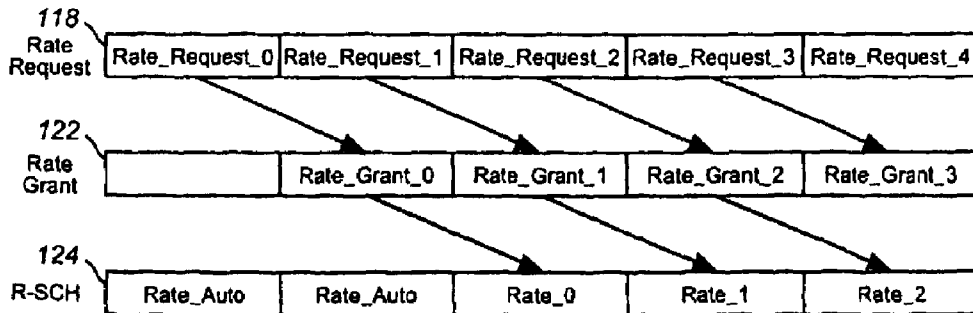 118
Rate Request
Rate_Request_0 Rate_Request_1 Rate_Request_2 Rate_Request_3 Rate_Request_4
122
Rate Grant
Rate_Grant_0 Rate_Grant_1 Rate_Grant_2 Rate_Grant_3
124
R-SCH
Rate_Auto Rate_Auto Rate_0 Rate_1 Rate_2